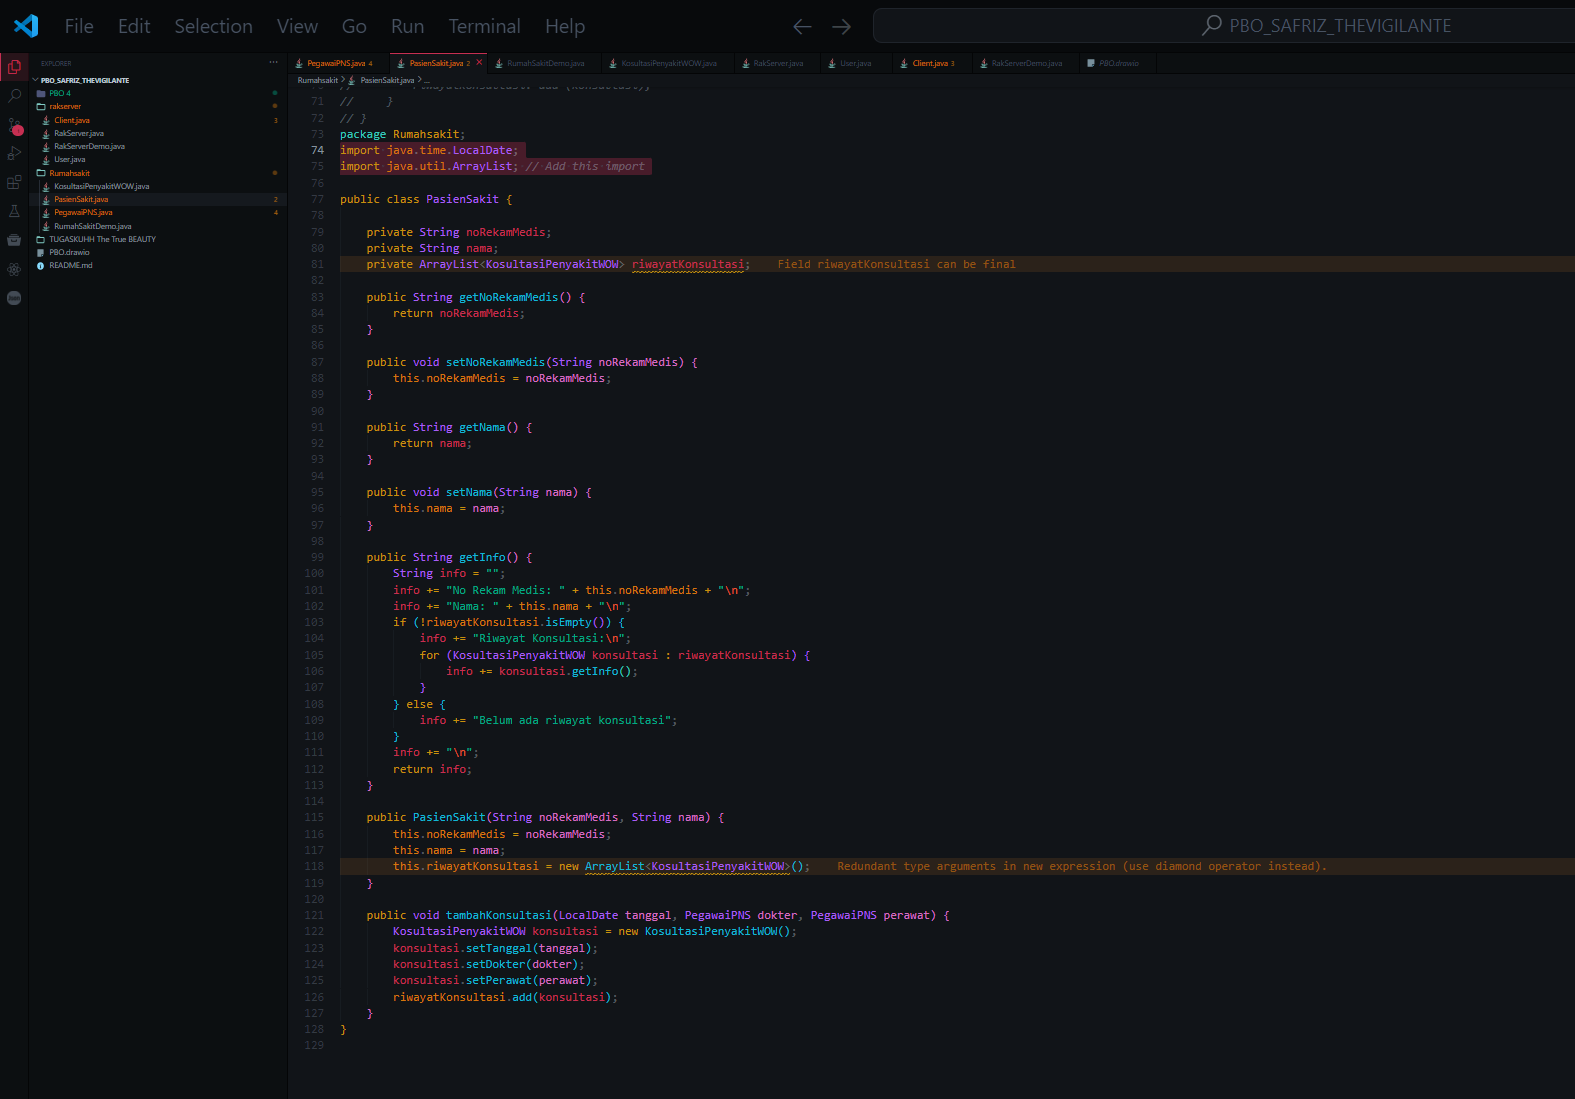 File Edit Selection View Go Run Terminal Help
PBO_SAFRIZ_THEVIGILANTE
EXPLORER
PBO_SAFRIZ_THEVIGILANTE
PBO 4
rakserver
Client.java 3
RakServer.java
RakServerDemo.java
User.java
Rumahsakit
KosultasiPenyakitWOW.java
PasienSakit.java 2
PegawaiPNS.java 4
RumahSakitDemo.java
TUGASKUHH The True BEAUTY
PBO.drawio
README.md
PegawaiPNS.java 4 PasienSakit.java 2 RumahSakitDemo.java KosultasiPenyakitWOW.java RakServer.java User.java Client.java 3 RakServerDemo.java PBO.drawio
Rumahsakit > PasienSakit.java > ...
71 //     }
72 // }
73 package Rumahsakit;
74 import java.time.LocalDate;
75 import java.util.ArrayList; // Add this import
76
77 public class PasienSakit {
78
79     private String noRekamMedis;
80     private String nama;
81     private ArrayList<KosultasiPenyakitWOW> riwayatKonsultasi;    Field riwayatKonsultasi can be final
82
83     public String getNoRekamMedis() {
84         return noRekamMedis;
85     }
86
87     public void setNoRekamMedis(String noRekamMedis) {
88         this.noRekamMedis = noRekamMedis;
89     }
90
91     public String getNama() {
92         return nama;
93     }
94
95     public void setNama(String nama) {
96         this.nama = nama;
97     }
98
99     public String getInfo() {
100         String info = "";
101         info += "No Rekam Medis: " + this.noRekamMedis + "\n";
102         info += "Nama: " + this.nama + "\n";
103         if (!riwayatKonsultasi.isEmpty()) {
104             info += "Riwayat Konsultasi:\n";
105             for (KosultasiPenyakitWOW konsultasi : riwayatKonsultasi) {
106                 info += konsultasi.getInfo();
107             }
108         } else {
109             info += "Belum ada riwayat konsultasi";
110         }
111         info += "\n";
112         return info;
113     }
114
115     public PasienSakit(String noRekamMedis, String nama) {
116         this.noRekamMedis = noRekamMedis;
117         this.nama = nama;
118         this.riwayatKonsultasi = new ArrayList<KosultasiPenyakitWOW>();    Redundant type arguments in new expression (use diamond operator instead).
119     }
120
121     public void tambahKonsultasi(LocalDate tanggal, PegawaiPNS dokter, PegawaiPNS perawat) {
122         KosultasiPenyakitWOW konsultasi = new KosultasiPenyakitWOW();
123         konsultasi.setTanggal(tanggal);
124         konsultasi.setDokter(dokter);
125         konsultasi.setPerawat(perawat);
126         riwayatKonsultasi.add(konsultasi);
127     }
128 }
129